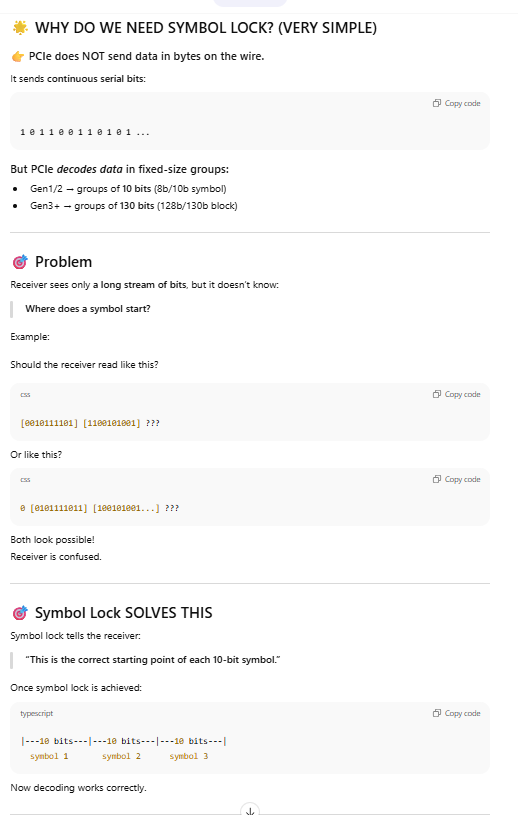 🌟 WHY DO WE NEED SYMBOL LOCK? (VERY SIMPLE)
👉 PCIe does NOT send data in bytes on the wire.
It sends continuous serial bits:
Copy code
1 0 1 1 0 0 1 1 0 1 0 1 ...
But PCIe decodes data in fixed-size groups:
• Gen1/2 → groups of 10 bits (8b/10b symbol)
• Gen3+ → groups of 130 bits (128b/130b block)
🎯 Problem
Receiver sees only a long stream of bits, but it doesn't know:
Where does a symbol start?
Example:
Should the receiver read like this?
css
Copy code
[0010111101] [1100101001] ???
Or like this?
css
Copy code
0 [0101111011] [100101001...] ???
Both look possible!
Receiver is confused.
🎯 Symbol Lock SOLVES THIS
Symbol lock tells the receiver:
“This is the correct starting point of each 10-bit symbol.”
Once symbol lock is achieved:
typescript
Copy code
|---10 bits---|---10 bits---|---10 bits---|
symbol 1 symbol 2 symbol 3
Now decoding works correctly.